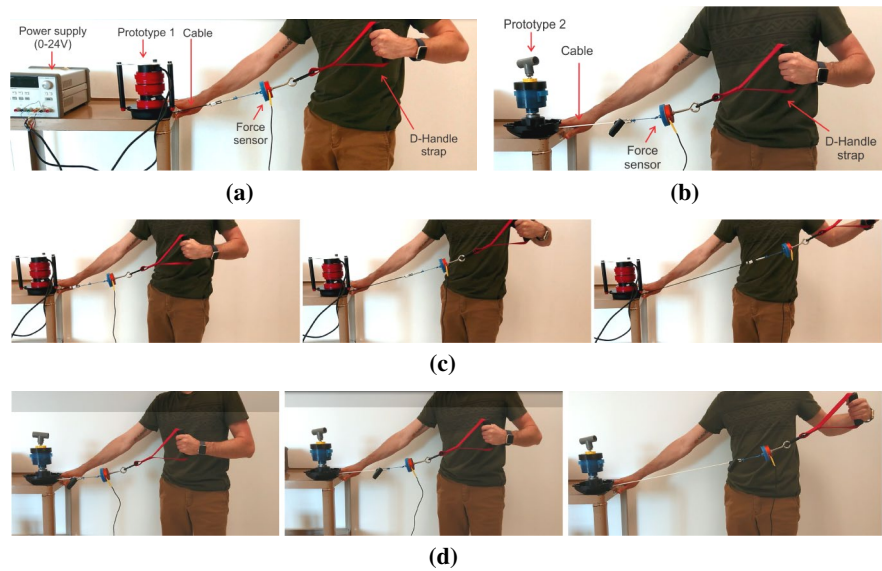 Power supply
(0-24V)
Prototype 1
Cable
Force
sensor
D-Handle
strap
(a)
Prototype 2
Cable
Force
sensor
D-Handle
strap
(b)
(c)
(d)